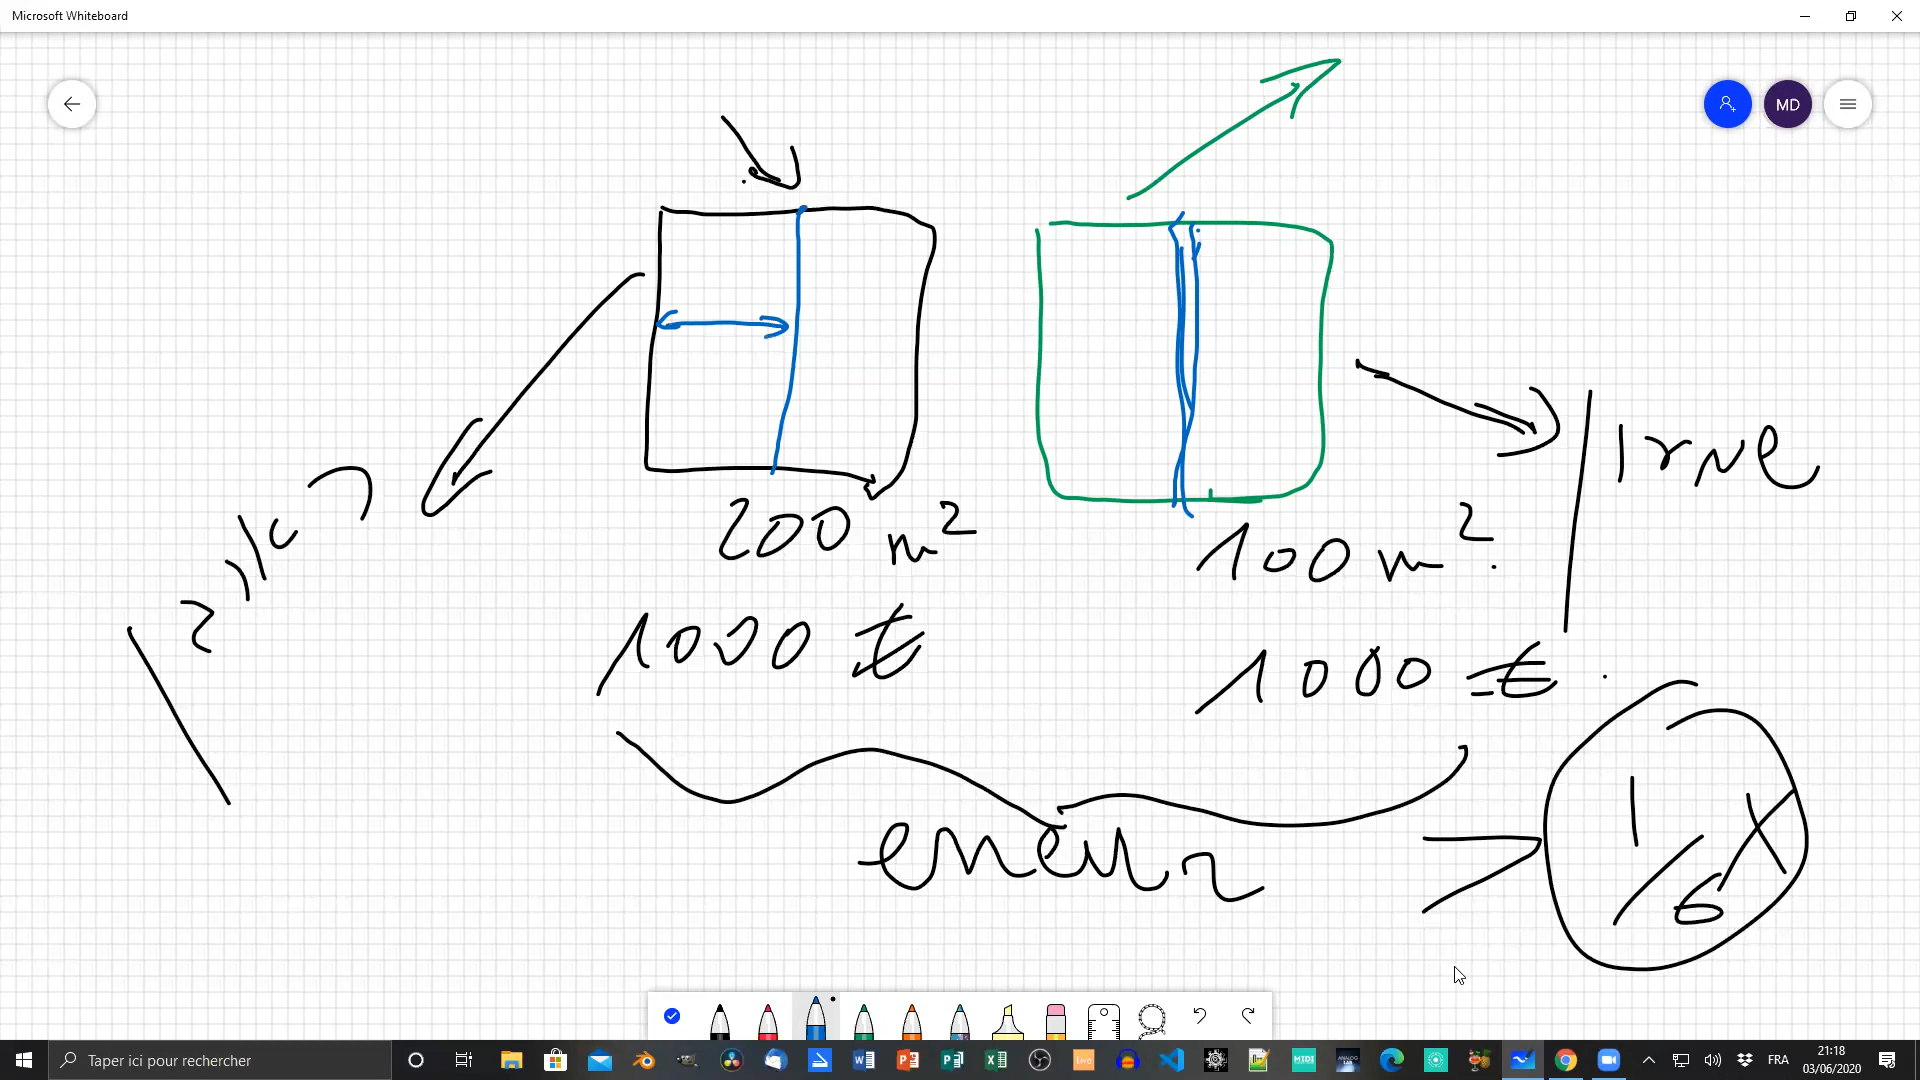 Microsoft Whiteboard
MD
200 m²
100 m².
1000 €
1000 €
1/6
Taper ici pour rechercher
FRA
21:18
03/06/2020